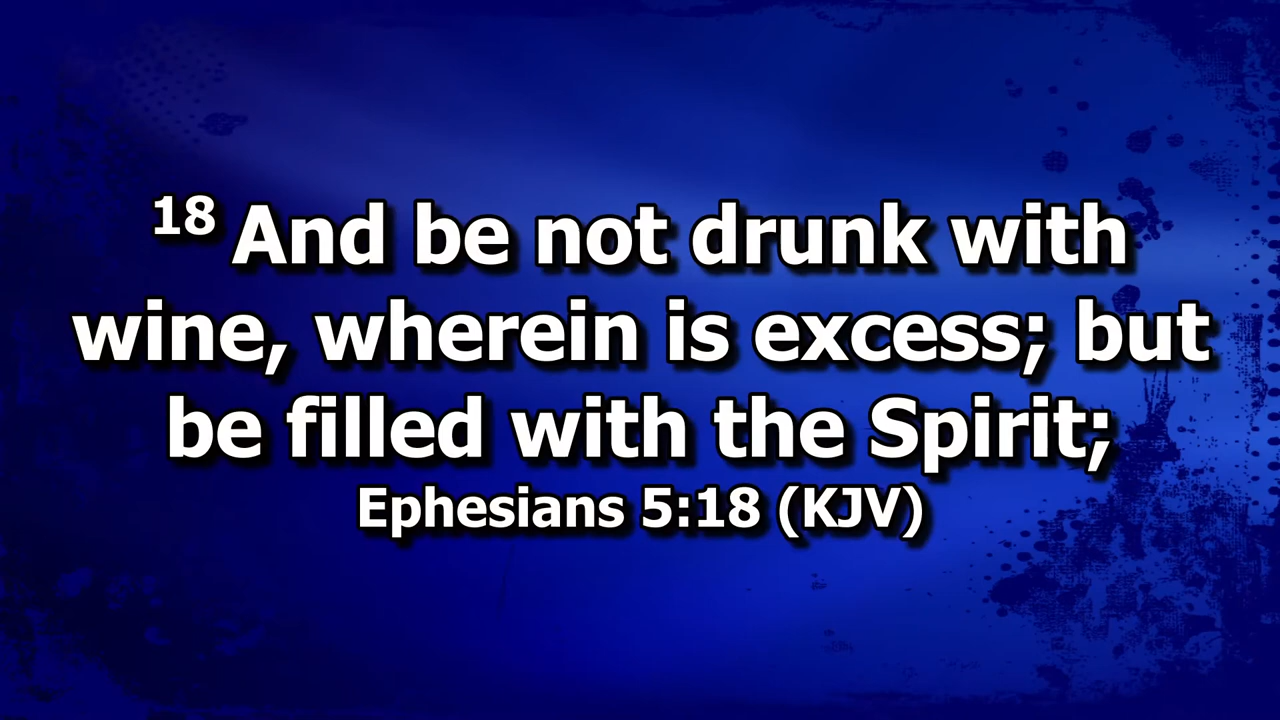 18 And be not drunk with
wine, wherein is excess; but
be filled with the Spirit;
Ephesians 5:18 (KJV)